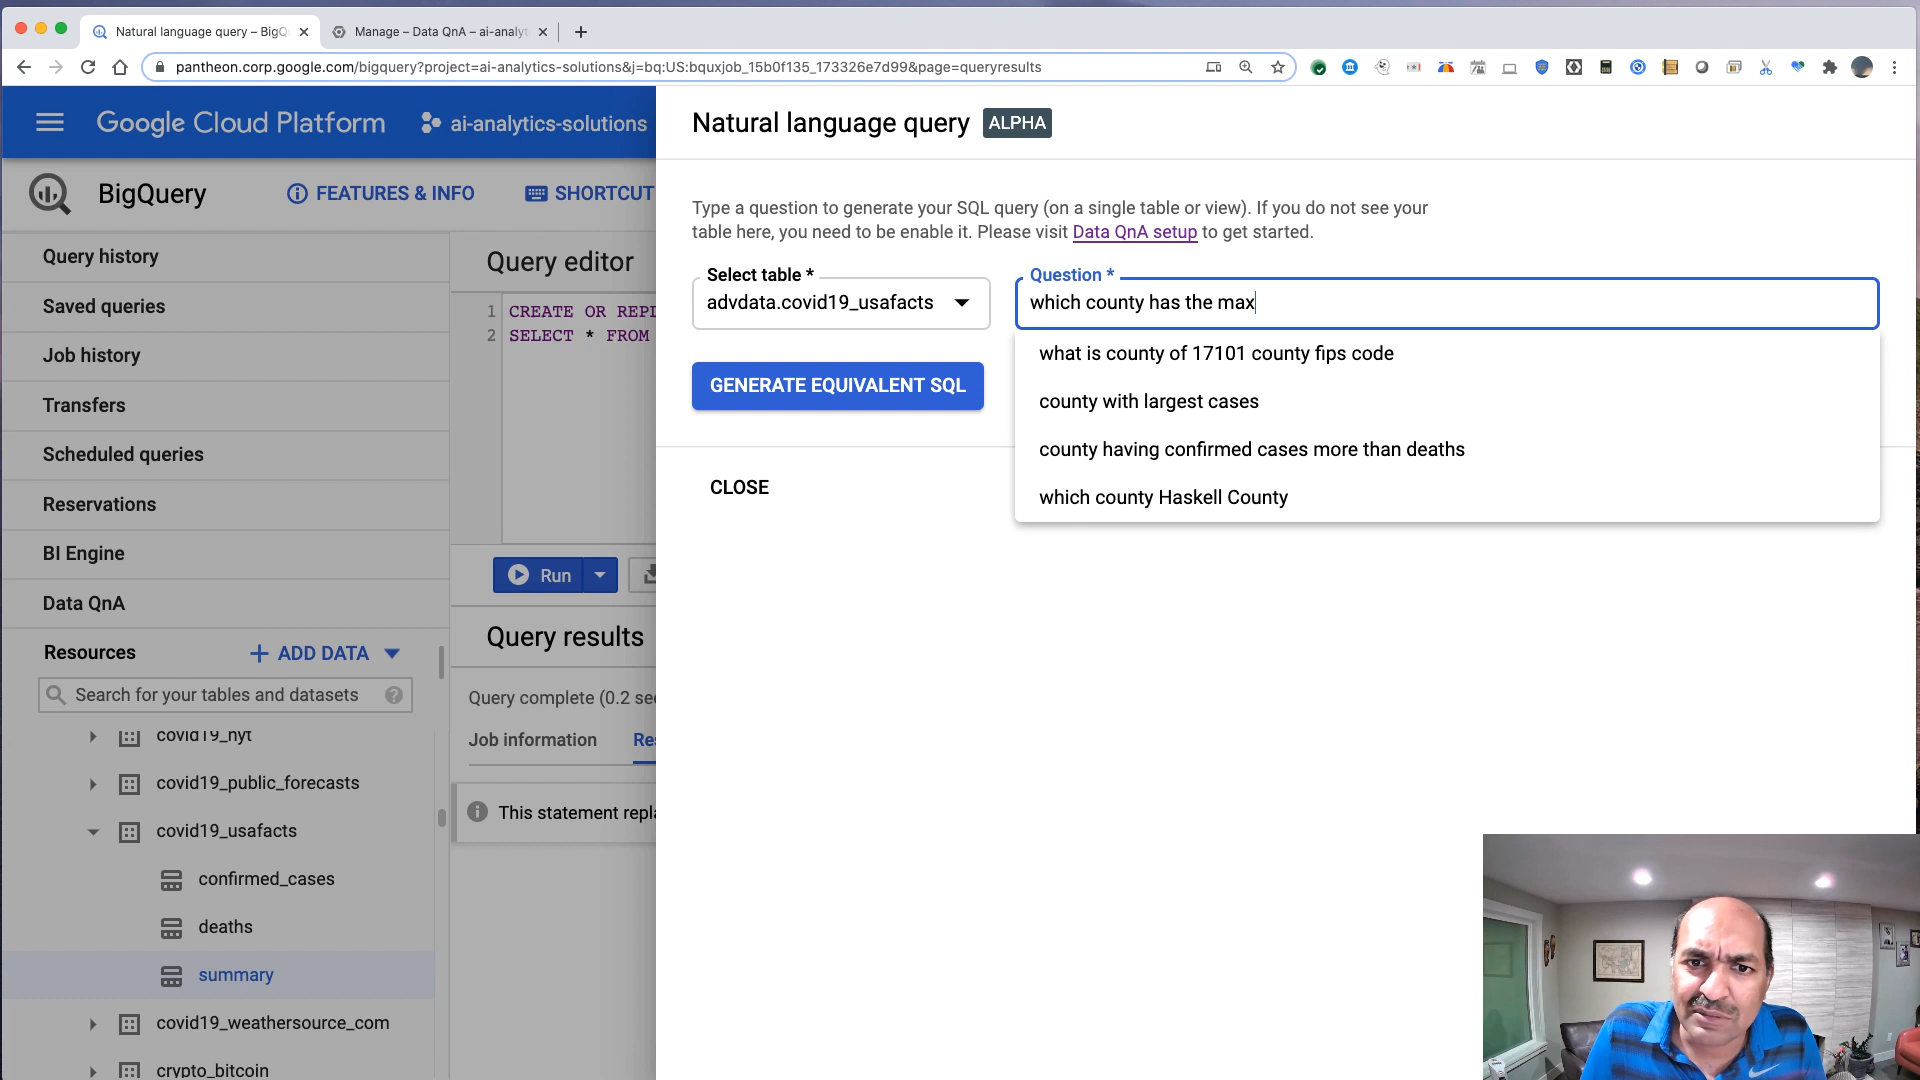 Natural language query – BigQ
Manage – Data QnA – ai-analyt
pantheon.corp.google.com/bigquery?project=ai-analytics-solutions&j=bq:US:bquxjob_15b0f135_173326e7d99&page=queryresults
Google Cloud Platform
ai-analytics-solutions
BigQuery
FEATURES & INFO
SHORTCUT
Query history
Saved queries
Job history
Transfers
Scheduled queries
Reservations
BI Engine
Data QnA
Resources
ADD DATA
Search for your tables and datasets
covid19_nyt
covid19_public_forecasts
covid19_usafacts
confirmed_cases
deaths
summary
covid19_weathersource_com
crypto_bitcoin
Query editor
1 CREATE OR REPL
2 SELECT * FROM
Run
Query results
Query complete (0.2 sec
Job information
Res
This statement repla
Natural language query
ALPHA
Type a question to generate your SQL query (on a single table or view). If you do not see your
table here, you need to be enable it. Please visit Data QnA setup to get started.
Select table *
advdata.covid19_usafacts
Question *
which county has the max
what is county of 17101 county fips code
county with largest cases
county having confirmed cases more than deaths
which county Haskell County
GENERATE EQUIVALENT SQL
CLOSE